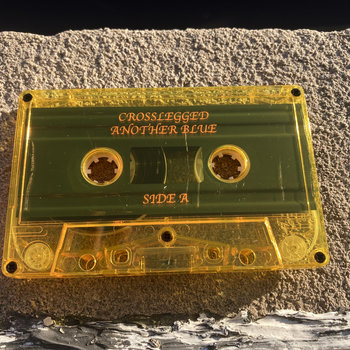 CROSSLEGGED
ANOTHER BLUE
SIDE A